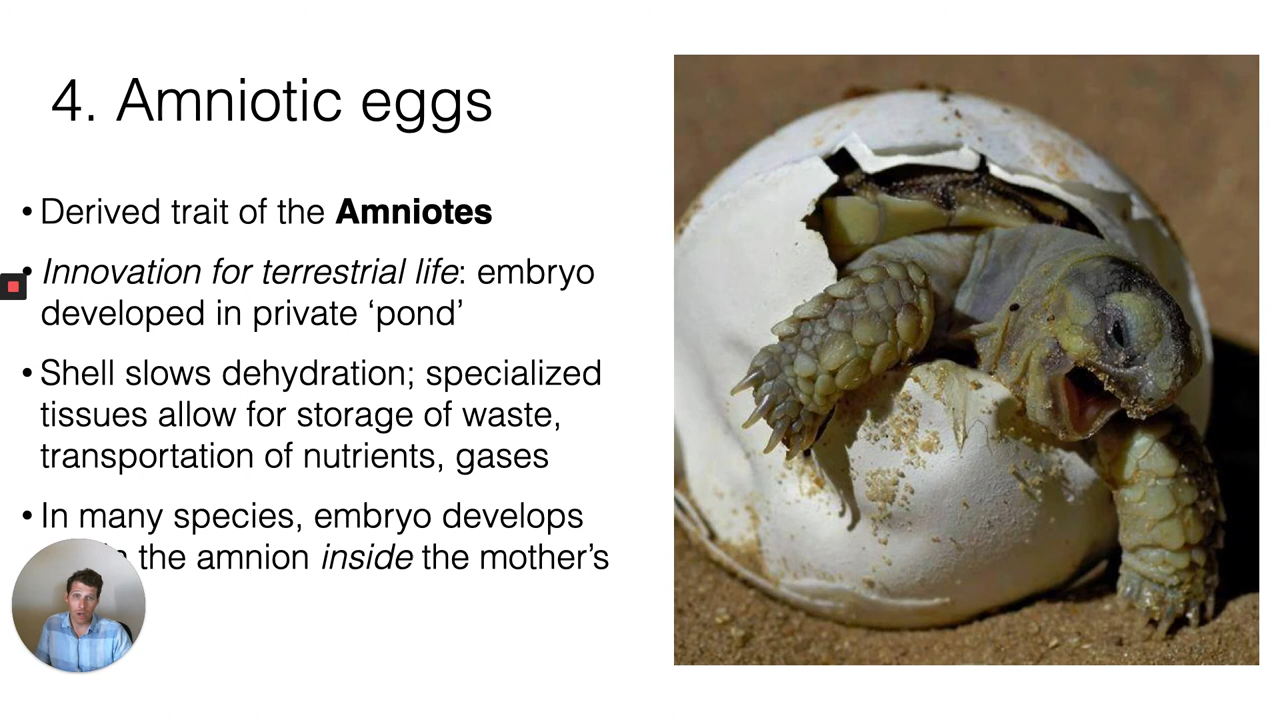 4. Amniotic eggs
• Derived trait of the Amniotes
• Innovation for terrestrial life: embryo
developed in private ‘pond’
• Shell slows dehydration; specialized
tissues allow for storage of waste,
transportation of nutrients, gases
• In many species, embryo develops
the amnion inside the mother’s